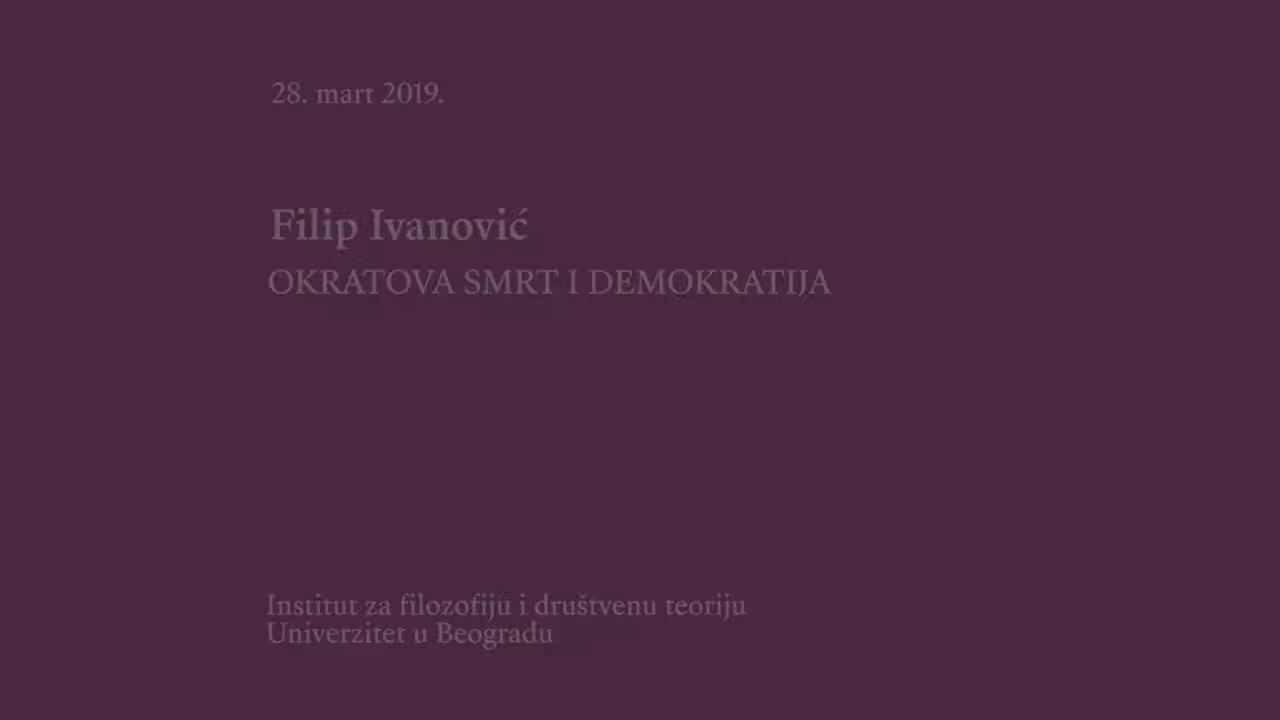 28. mart 2019.
Filip Ivanović
OKRATOVA SMRT I DEMOKRATIJA
Institut za filozofiju i društvenu teoriju
Univerzitet u Beogradu